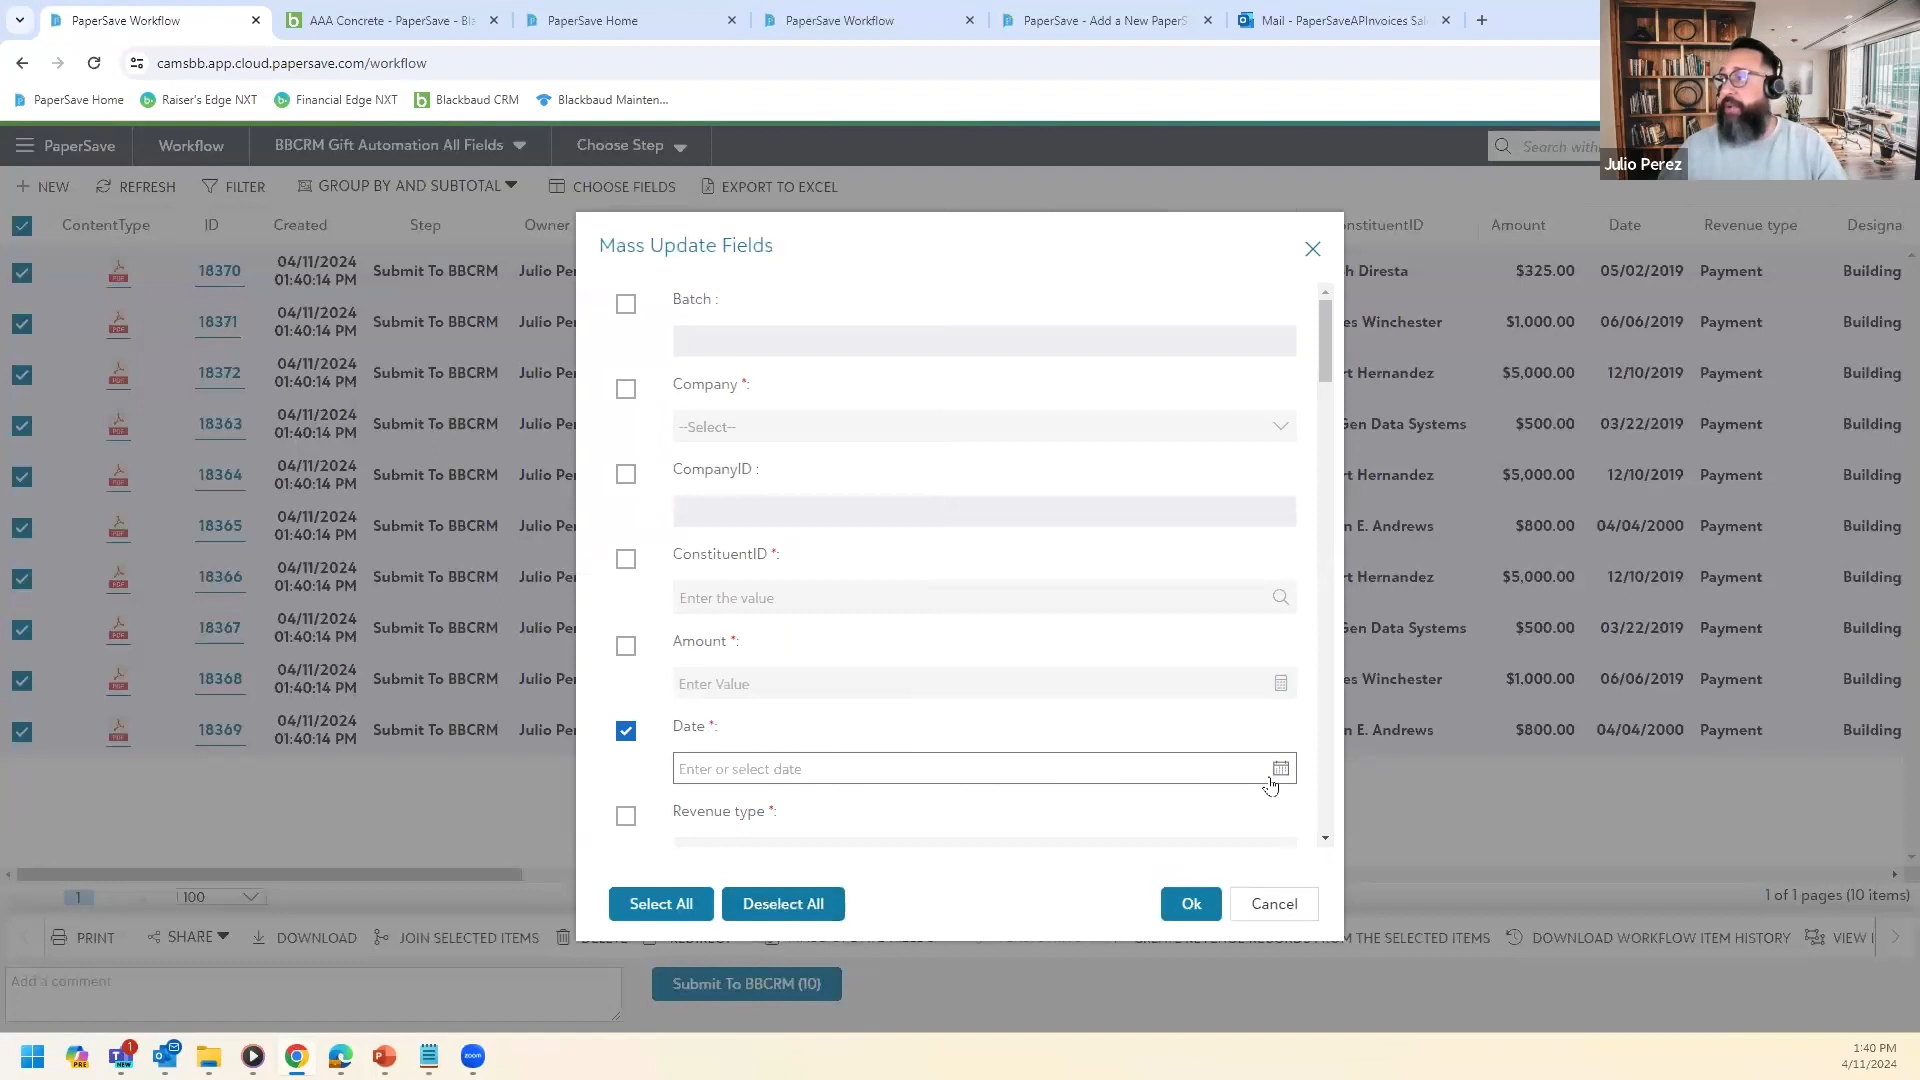 PaperSave Workflow
AAA Concrete - PaperSave - Bl
PaperSave Home
PaperSave Workflow
PaperSave - Add a New PaperS
Mail - PaperSaveAPInvoices Sal
camsbb.app.cloud.papersave.com/workflow
PaperSave Home
Raiser's Edge NXT
Financial Edge NXT
Blackbaud CRM
Blackbaud Mainten...
PaperSave
Workflow
BBCRM Gift Automation All Fields
Choose Step
Search with
Julio Perez
NEW
REFRESH
FILTER
GROUP BY AND SUBTOTAL
CHOOSE FIELDS
EXPORT TO EXCEL
ContentType ID Created Step Owner nstituentID Amount Date Revenue type Designa
04/11/2024
18370 01:40:14 PM Submit To BBCRM Julio Per h Diresta $325.00 05/02/2019 Payment Building
04/11/2024
18371 01:40:14 PM Submit To BBCRM Julio Per es Winchester $1,000.00 06/06/2019 Payment Building
04/11/2024
18372 01:40:14 PM Submit To BBCRM Julio Per rt Hernandez $5,000.00 12/10/2019 Payment Building
04/11/2024
18363 01:40:14 PM Submit To BBCRM Julio Per Gen Data Systems $500.00 03/22/2019 Payment Building
04/11/2024
18364 01:40:14 PM Submit To BBCRM Julio Per rt Hernandez $5,000.00 12/10/2019 Payment Building
04/11/2024
18365 01:40:14 PM Submit To BBCRM Julio Per n E. Andrews $800.00 04/04/2000 Payment Building
04/11/2024
18366 01:40:14 PM Submit To BBCRM Julio Per rt Hernandez $5,000.00 12/10/2019 Payment Building
04/11/2024
18367 01:40:14 PM Submit To BBCRM Julio Per Gen Data Systems $500.00 03/22/2019 Payment Building
04/11/2024
18368 01:40:14 PM Submit To BBCRM Julio Per es Winchester $1,000.00 06/06/2019 Payment Building
04/11/2024
18369 01:40:14 PM Submit To BBCRM Julio Per n E. Andrews $800.00 04/04/2000 Payment Building
Mass Update Fields
Batch :
Company *:
--Select--
CompanyID :
ConstituentID *:
Enter the value
Amount *:
Enter Value
Date *:
Enter or select date
Revenue type *:
Select All
Deselect All
Ok
Cancel
1
100
1 of 1 pages (10 items)
PRINT
SHARE
DOWNLOAD
JOIN SELECTED ITEMS
M THE SELECTED ITEMS
DOWNLOAD WORKFLOW ITEM HISTORY
VIEW I
Add a comment
Submit To BBCRM (10)
1:40 PM
4/11/2024